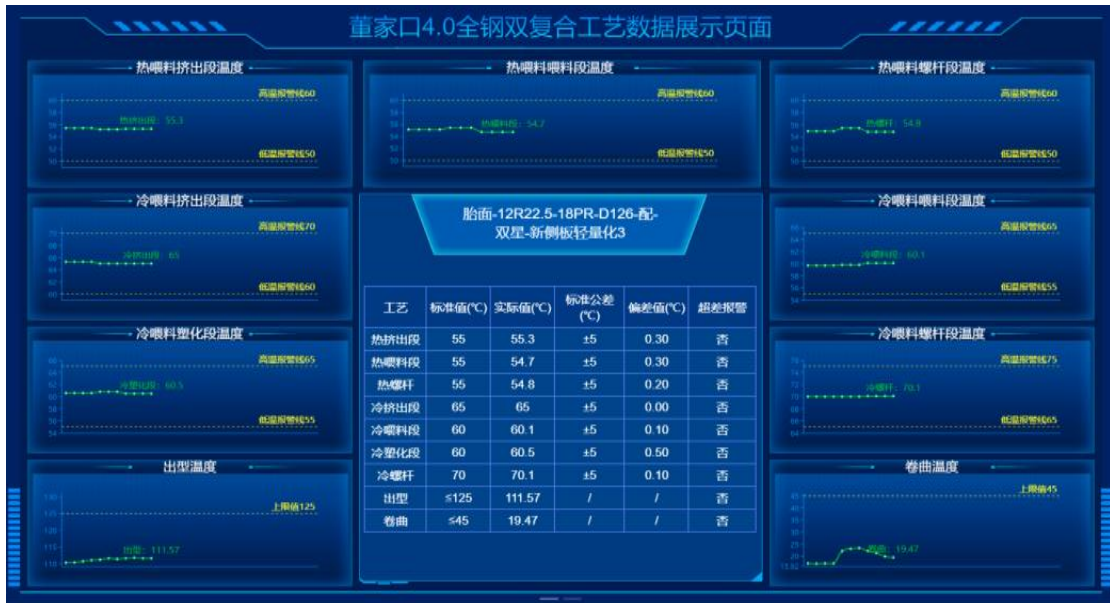 董家口4.0全钢双复合工艺数据展示页面
热喂料挤出段温度
高温报警线60
热挤出段: 55.3
低温报警线50
热喂料喂料段温度
高温报警线60
热喂料段: 54.7
低温报警线50
热喂料螺杆段温度
高温报警线60
热螺杆: 54.8
低温报警线50
冷喂料挤出段温度
高温报警线70
冷挤出段: 65
低温报警线60
胎面-12R22.5-18PR-D126-配-
双星-新侧板轻量化3
冷喂料喂料段温度
高温报警线65
冷喂料段: 60.1
低温报警线55
冷喂料塑化段温度
高温报警线65
冷塑化段: 60.5
低温报警线55
工艺 标准值(℃) 实际值(℃) 标准公差(℃) 偏差值(℃) 超差报警
热挤出段 55 55.3 ±5 0.30 否
热喂料段 55 54.7 ±5 0.30 否
热螺杆 55 54.8 ±5 0.20 否
冷挤出段 65 65 ±5 0.00 否
冷喂料段 60 60.1 ±5 0.10 否
冷塑化段 60 60.5 ±5 0.50 否
冷螺杆 70 70.1 ±5 0.10 否
出型 ≤125 111.57 / / 否
卷曲 ≤45 19.47 / / 否
冷喂料螺杆段温度
高温报警线75
冷螺杆: 70.1
低温报警线65
出型温度
上限值125
出型: 111.57
卷曲温度
上限值45
卷曲: 19.47